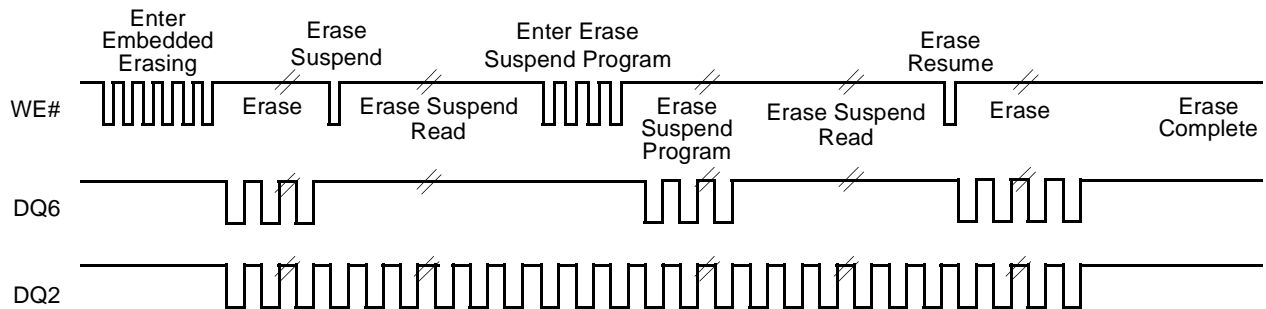 Enter
Embedded
Erasing
Erase
Suspend
Enter Erase
Suspend Program
Erase
Resume
WE#
Erase
Erase Suspend
Read
Erase
Suspend
Program
Erase Suspend
Read
Erase
Erase
Complete
DQ6
DQ2